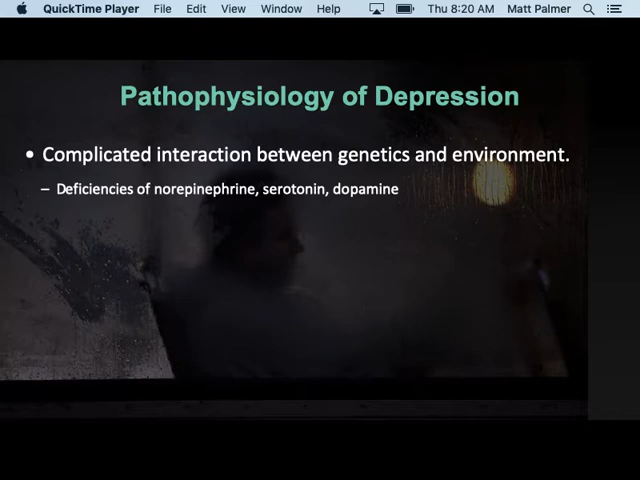 QuickTime Player File Edit View Window Help Thu 8:20 AM Matt Palmer
Pathophysiology of Depression
• Complicated interaction between genetics and environment.
– Deficiencies of norepinephrine, serotonin, dopamine